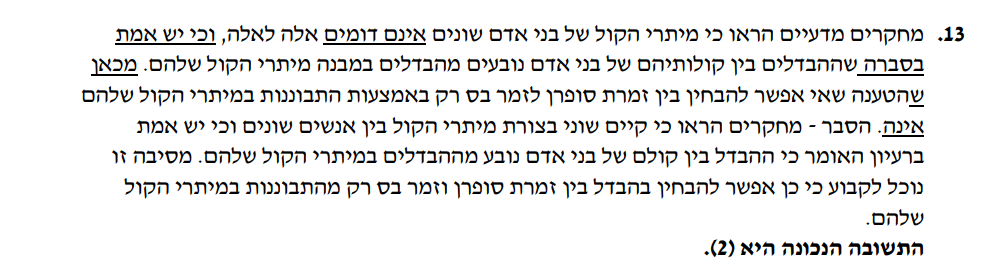 13. מחקרים מדעיים הראו כי מיתרי הקול של בני אדם שונים אינם דומים אלה לאלה, וכי יש אמת
בסברה שההבדלים בין קולותיהם של בני אדם נובעים מהבדלים במבנה מיתרי הקול שלהם. מכאן
שהטענה שאי אפשר להבחין בין זמרת סופרן לזמר בס רק באמצעות התבוננות במיתרי הקול שלהם
אינה. הסבר - מחקרים הראו כי קיים שוני בצורת מיתרי הקול בין אנשים שונים וכי יש אמת
ברעיון האומר כי ההבדל בין קולם של בני אדם נובע מההבדלים במיתרי הקול שלהם. מסיבה זו
נוכל לקבוע כי כן אפשר להבחין בהבדל בין זמרת סופרן וזמר בס רק מהתבוננות במיתרי הקול
שלהם.
התשובה הנכונה היא (2).